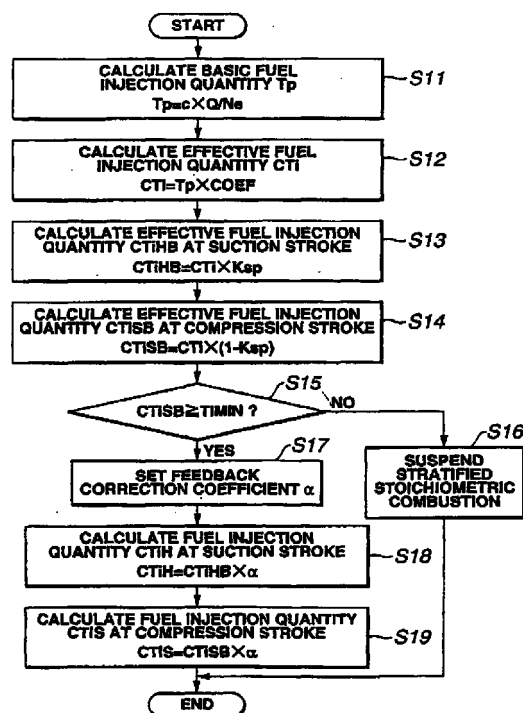 START
CALCULATE BASIC FUEL
INJECTION QUANTITY Tp
Tp=c×Q/Ne
S11
CALCULATE EFFECTIVE FUEL
INJECTION QUANTITY CTi
CTi=Tp×COEF
S12
CALCULATE EFFECTIVE FUEL INJECTION
QUANTITY CTiHB AT SUCTION STROKE
CTiHB=CTi×Ksp
S13
CALCULATE EFFECTIVE FUEL INJECTION
QUANTITY CTiSB AT COMPRESSION STROKE
CTiSB=CTi×(1-Ksp)
S14
CTiSB≧TIMIN ?
S15
NO
YES
S16
SUSPEND
STRATIFIED
STOICHIOMETRIC
COMBUSTION
S17
SET FEEDBACK
CORRECTION COEFFICIENT α
CALCULATE FUEL INJECTION
QUANTITY CTiH AT SUCTION STROKE
CTiH=CTiHB×α
S18
CALCULATE FUEL INJECTION QUANTITY
CTiS AT COMPRESSION STROKE
CTiS=CTiSB×α
S19
END